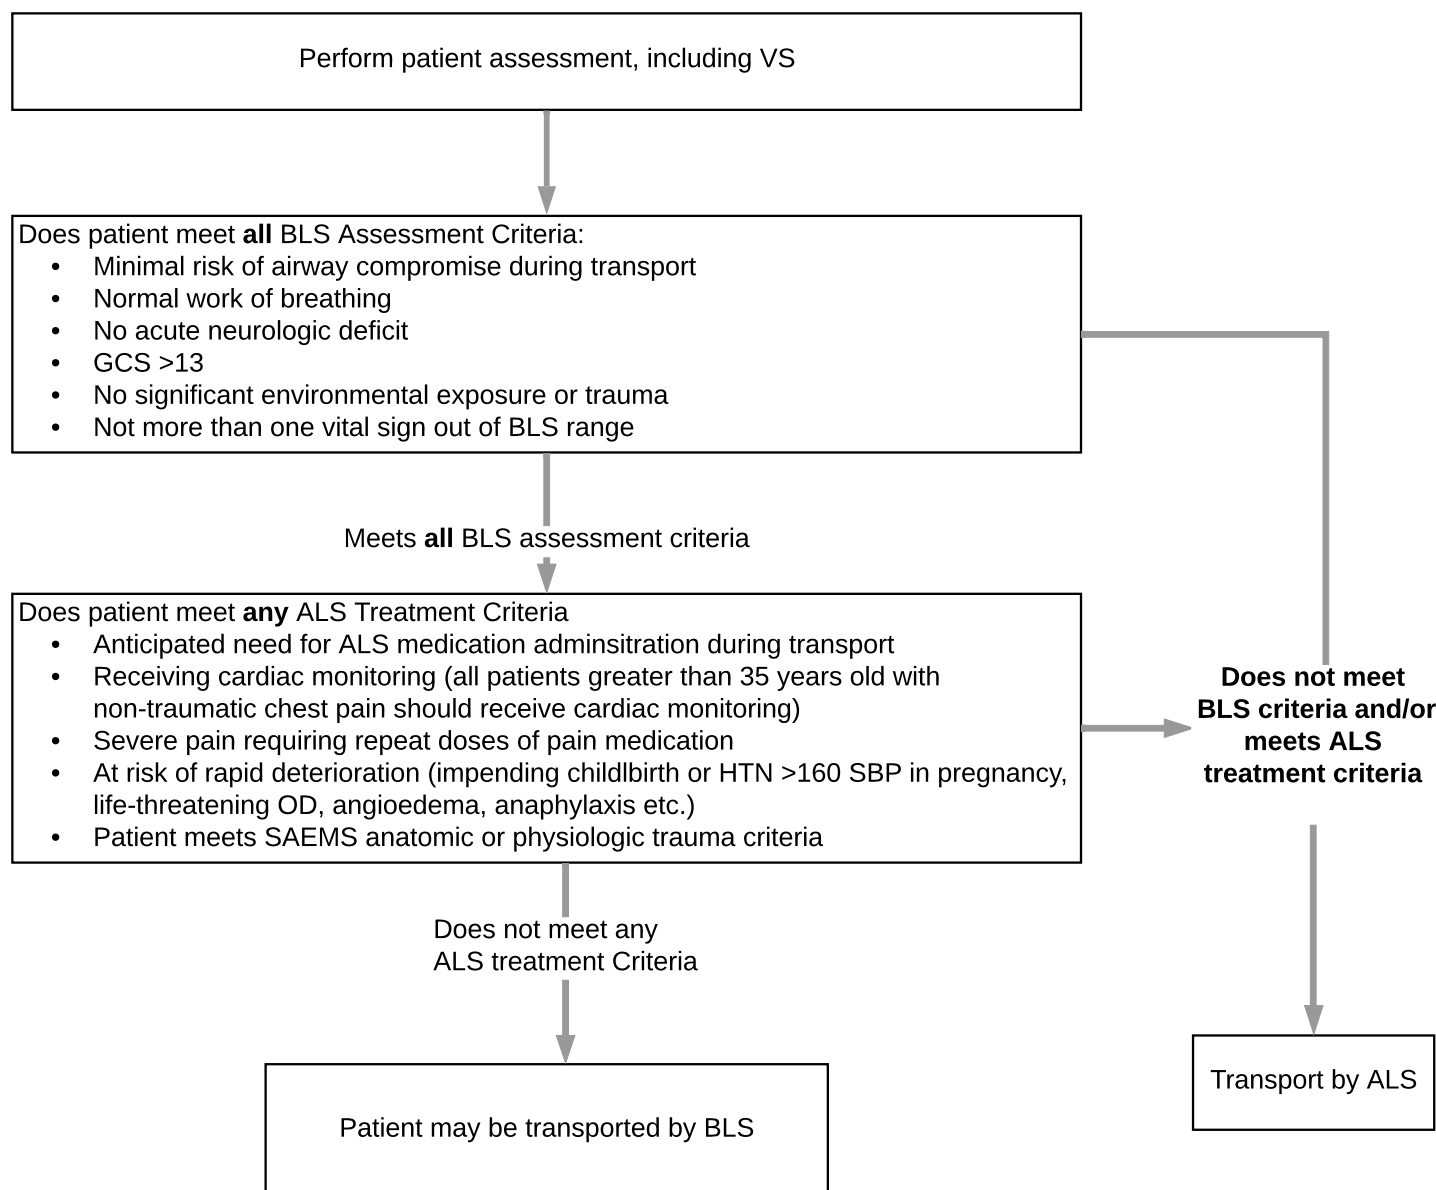 Perform patient assessment, including VS
Does patient meet all BLS Assessment Criteria:
• Minimal risk of airway compromise during transport
• Normal work of breathing
• No acute neurologic deficit
• GCS >13
• No significant environmental exposure or trauma
• Not more than one vital sign out of BLS range
Meets all BLS assessment criteria
Does patient meet any ALS Treatment Criteria
• Anticipated need for ALS medication adminsitration during transport
• Receiving cardiac monitoring (all patients greater than 35 years old with
non-traumatic chest pain should receive cardiac monitoring)
• Severe pain requiring repeat doses of pain medication
• At risk of rapid deterioration (impending childlbirth or HTN >160 SBP in pregnancy,
life-threatening OD, angioedema, anaphylaxis etc.)
• Patient meets SAEMS anatomic or physiologic trauma criteria
Does not meet
BLS criteria and/or
meets ALS
treatment criteria
Does not meet any
ALS treatment Criteria
Transport by ALS
Patient may be transported by BLS